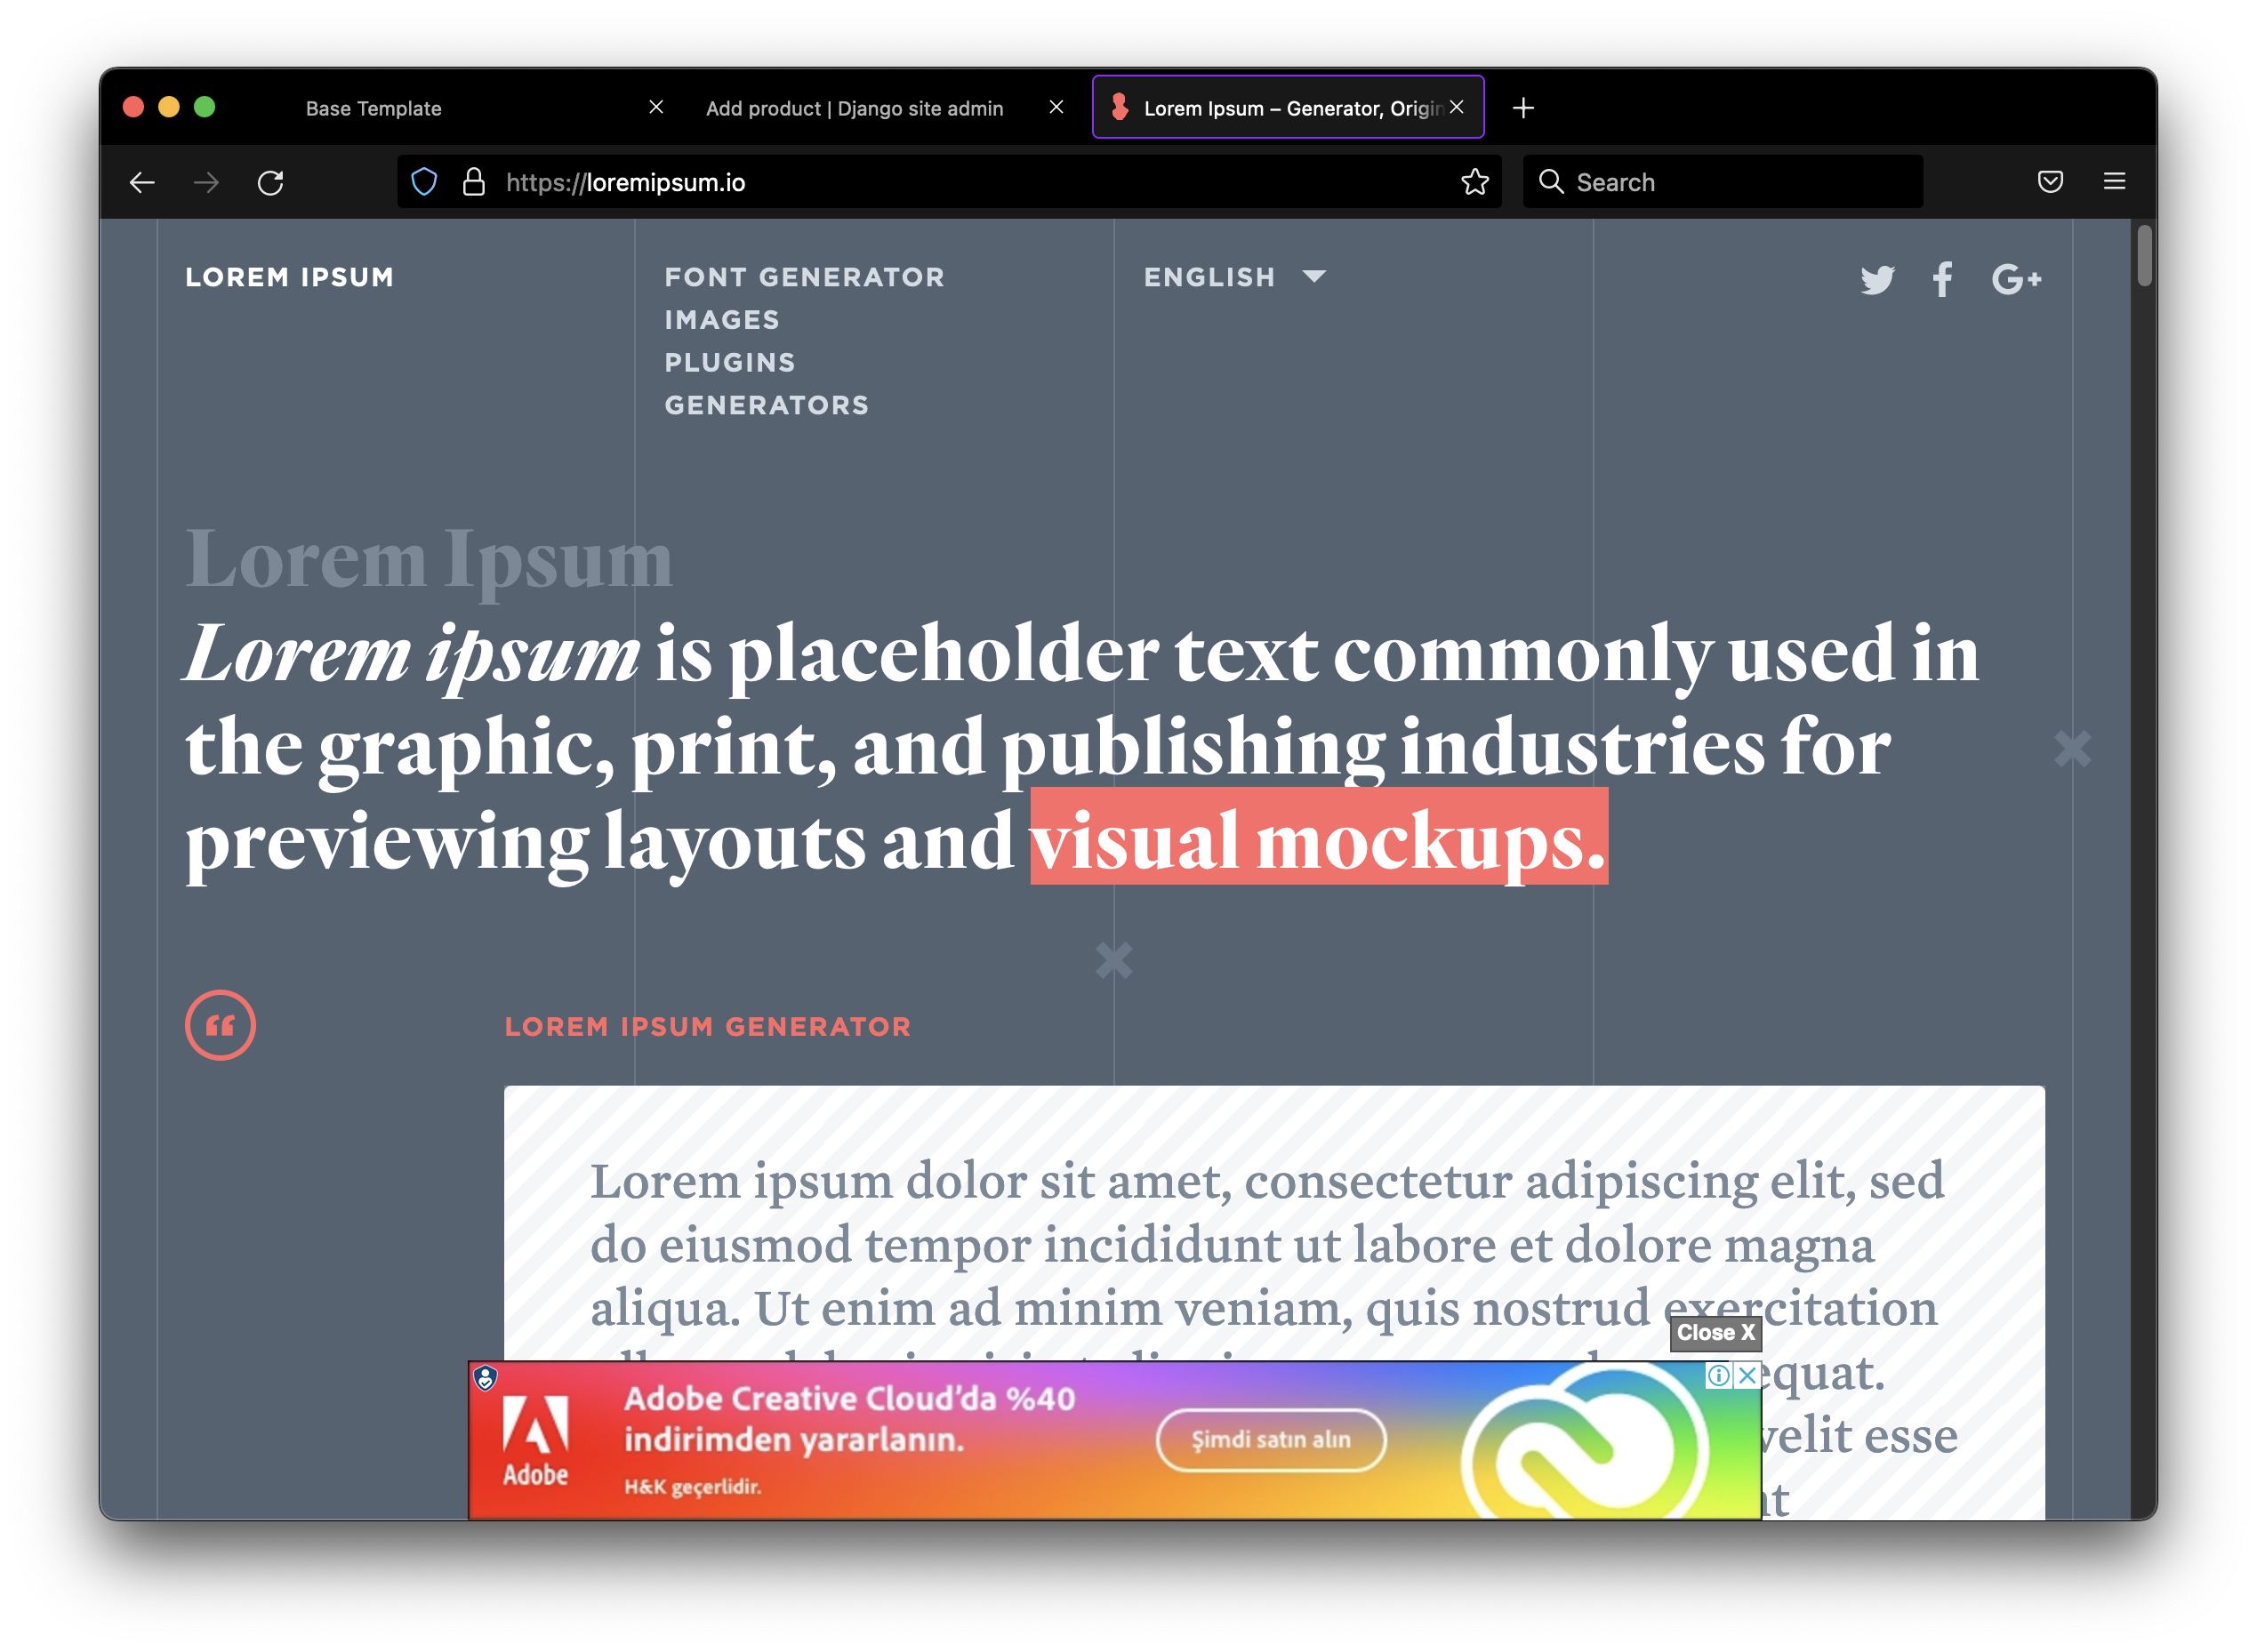 Base Template
Add product | Django site admin
Lorem Ipsum – Generator, Origin
https://loremipsum.io
Search
LOREM IPSUM
FONT GENERATOR
IMAGES
PLUGINS
GENERATORS
ENGLISH
G+
Lorem Ipsum
Lorem ipsum is placeholder text commonly used in
the graphic, print, and publishing industries for
previewing layouts and visual mockups.
LOREM IPSUM GENERATOR
Lorem ipsum dolor sit amet, consectetur adipiscing elit, sed
do eiusmod tempor incididunt ut labore et dolore magna
aliqua. Ut enim ad minim veniam, quis nostrud exercitation
equat.
velit esse
Close X
Adobe
Adobe Creative Cloud'da %40
indirimden yararlanın.
H&K geçerlidir.
Şimdi satın alın